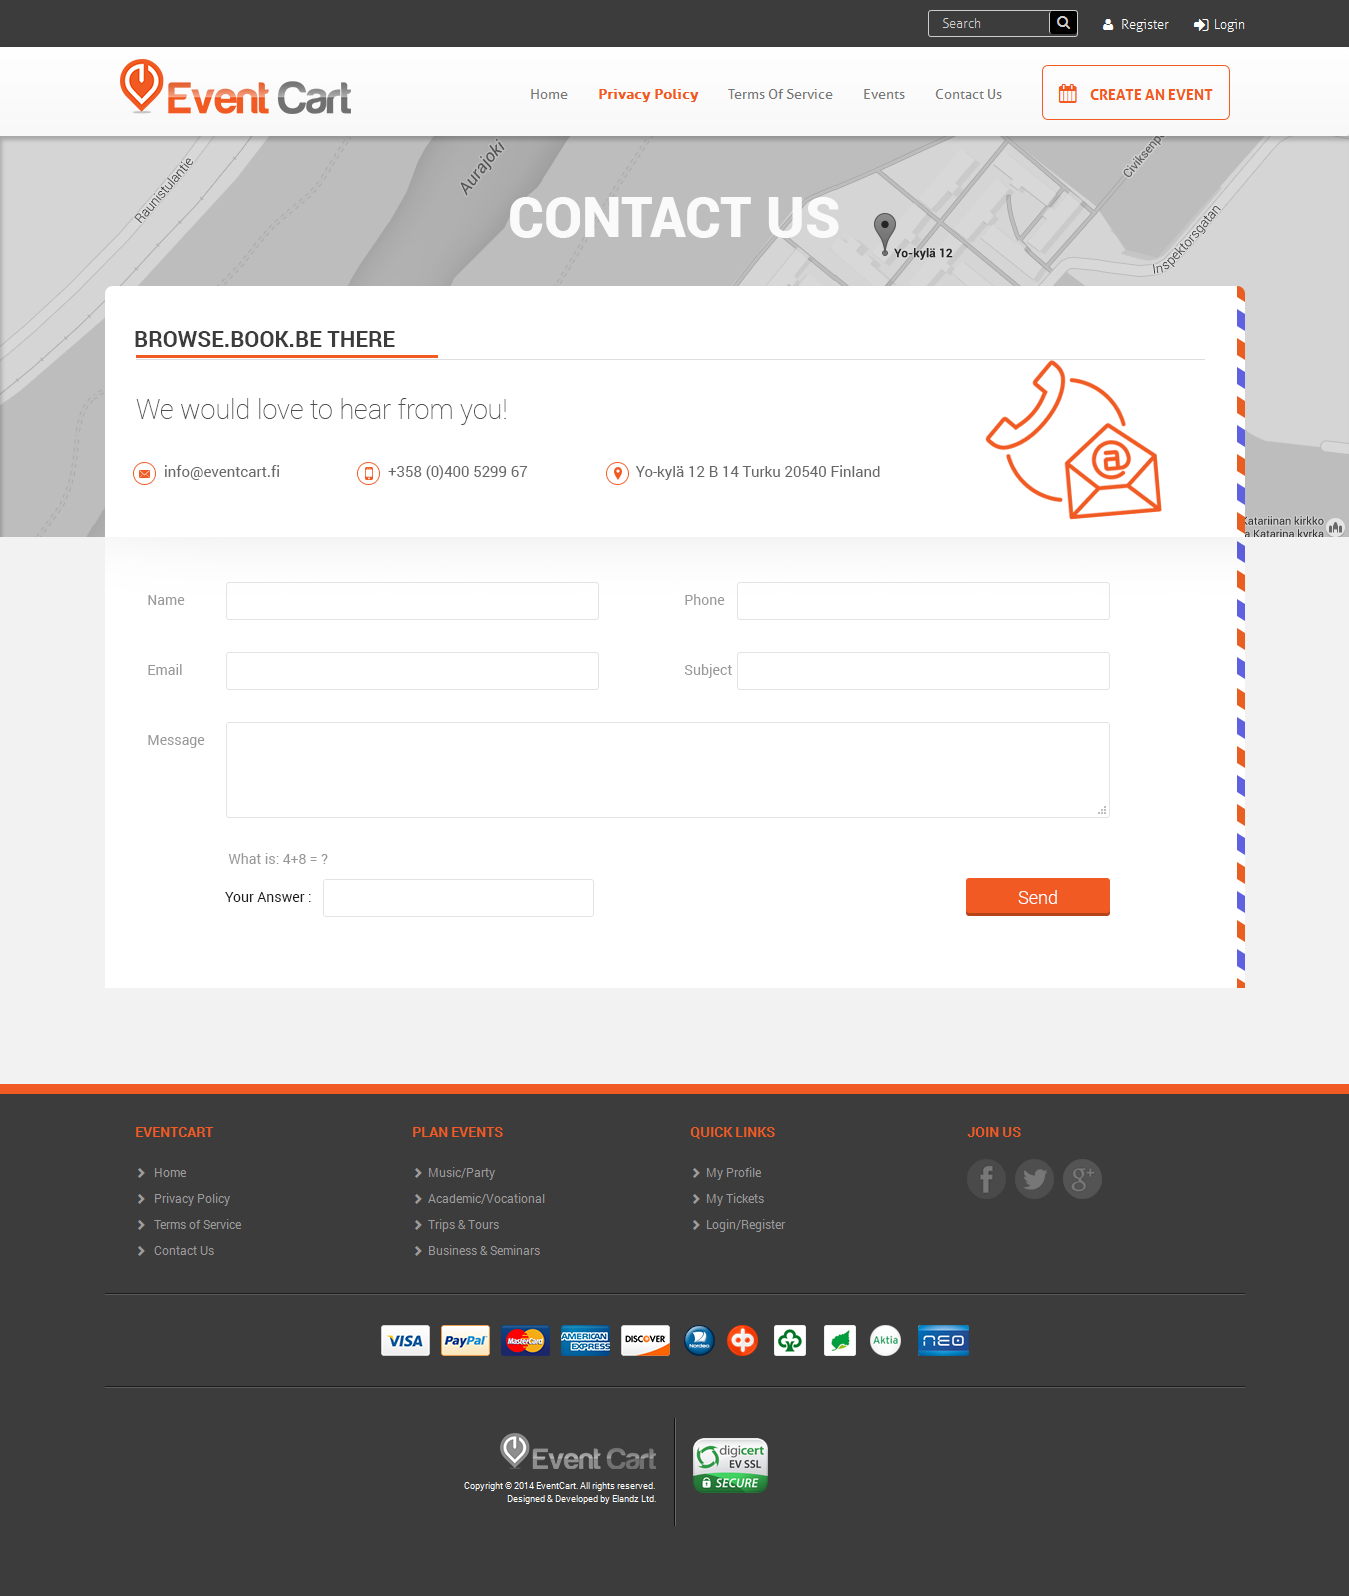 Search
Register
Login
Event Cart
Home
Privacy Policy
Terms Of Service
Events
Contact Us
CREATE AN EVENT
Raunistulantie
Aurajoki
Civiksenp
Inspektorsgatan
CONTACT US
Yo-kylä 12
BROWSE.BOOK.BE THERE
We would love to hear from you!
info@eventcart.fi
+358 (0)400 5299 67
Yo-kylä 12 B 14 Turku 20540 Finland
@
Katariinan kirkko
a Katarina kyrka
Name
Phone
Email
Subject
Message
What is: 4+8 = ?
Your Answer :
Send
EVENTCART
Home
Privacy Policy
Terms of Service
Contact Us
PLAN EVENTS
Music/Party
Academic/Vocational
Trips & Tours
Business & Seminars
QUICK LINKS
My Profile
My Tickets
Login/Register
JOIN US
f
g+
VISA
PayPal
MasterCard
AMERICAN EXPRESS
DISCOVER
Nordea
Aktia
neo
Event Cart
Copyright © 2014 EventCart. All rights reserved.
Designed & Developed by Elandz Ltd.
digicert
EV SSL
SECURE